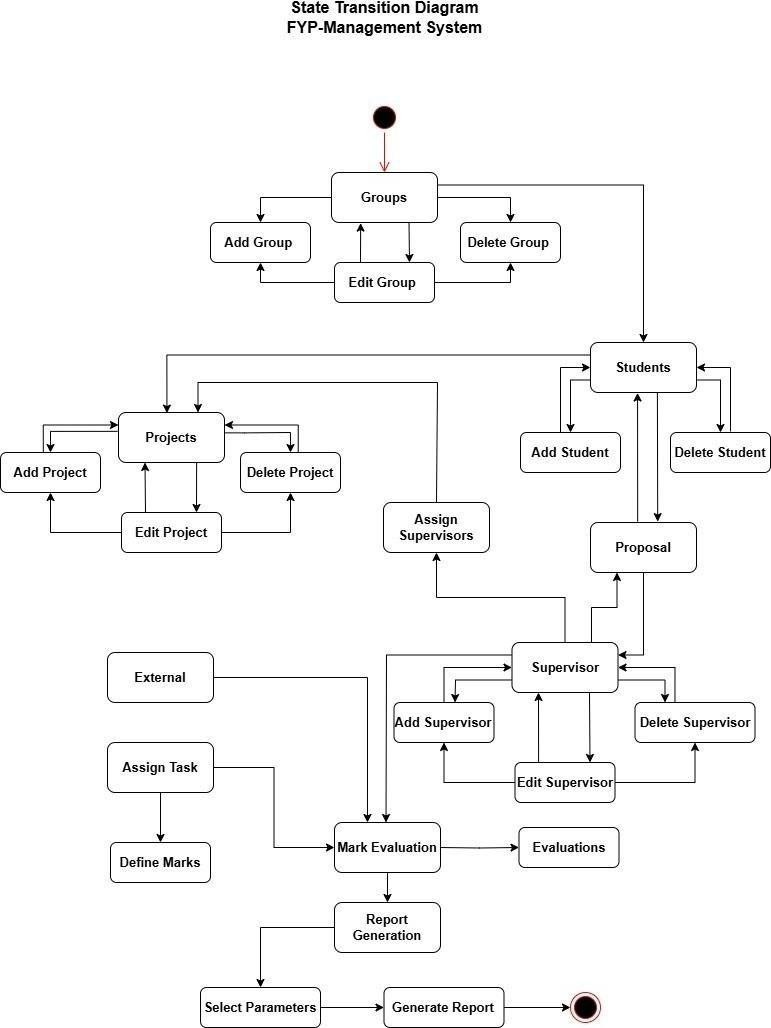 State Transition Diagram
FYP-Management System
Groups
Add Group
Delete Group
Edit Group
Students
Projects
Add Student
Delete Student
Add Project
Delete Project
Edit Project
Assign
Supervisors
Proposal
Supervisor
External
Add Supervisor
Delete Supervisor
Assign Task
Edit Supervisor
Define Marks
Mark Evaluation
Evaluations
Report
Generation
Select Parameters
Generate Report